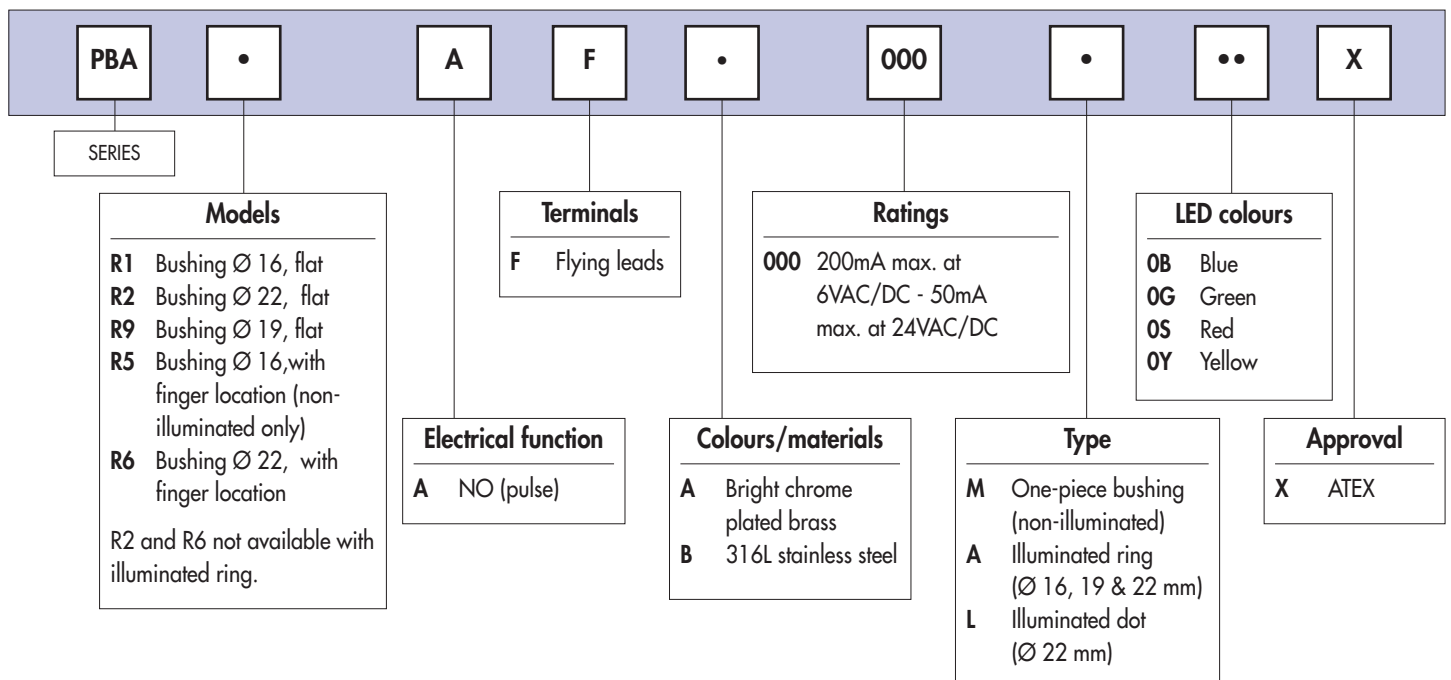 PBA • A F • 000 • •• X
SERIES
Models
R1 Bushing Ø 16, flat
R2 Bushing Ø 22, flat
R9 Bushing Ø 19, flat
R5 Bushing Ø 16,with
finger location (non-
illuminated only)
R6 Bushing Ø 22, with
finger location
R2 and R6 not available with
illuminated ring.
Electrical function
A NO (pulse)
Terminals
F Flying leads
Colours/materials
A Bright chrome
plated brass
B 316L stainless steel
Ratings
000 200mA max. at
6VAC/DC - 50mA
max. at 24VAC/DC
Type
M One-piece bushing
(non-illuminated)
A Illuminated ring
(Ø 16, 19 & 22 mm)
L Illuminated dot
(Ø 22 mm)
LED colours
0B Blue
0G Green
0S Red
0Y Yellow
Approval
X ATEX